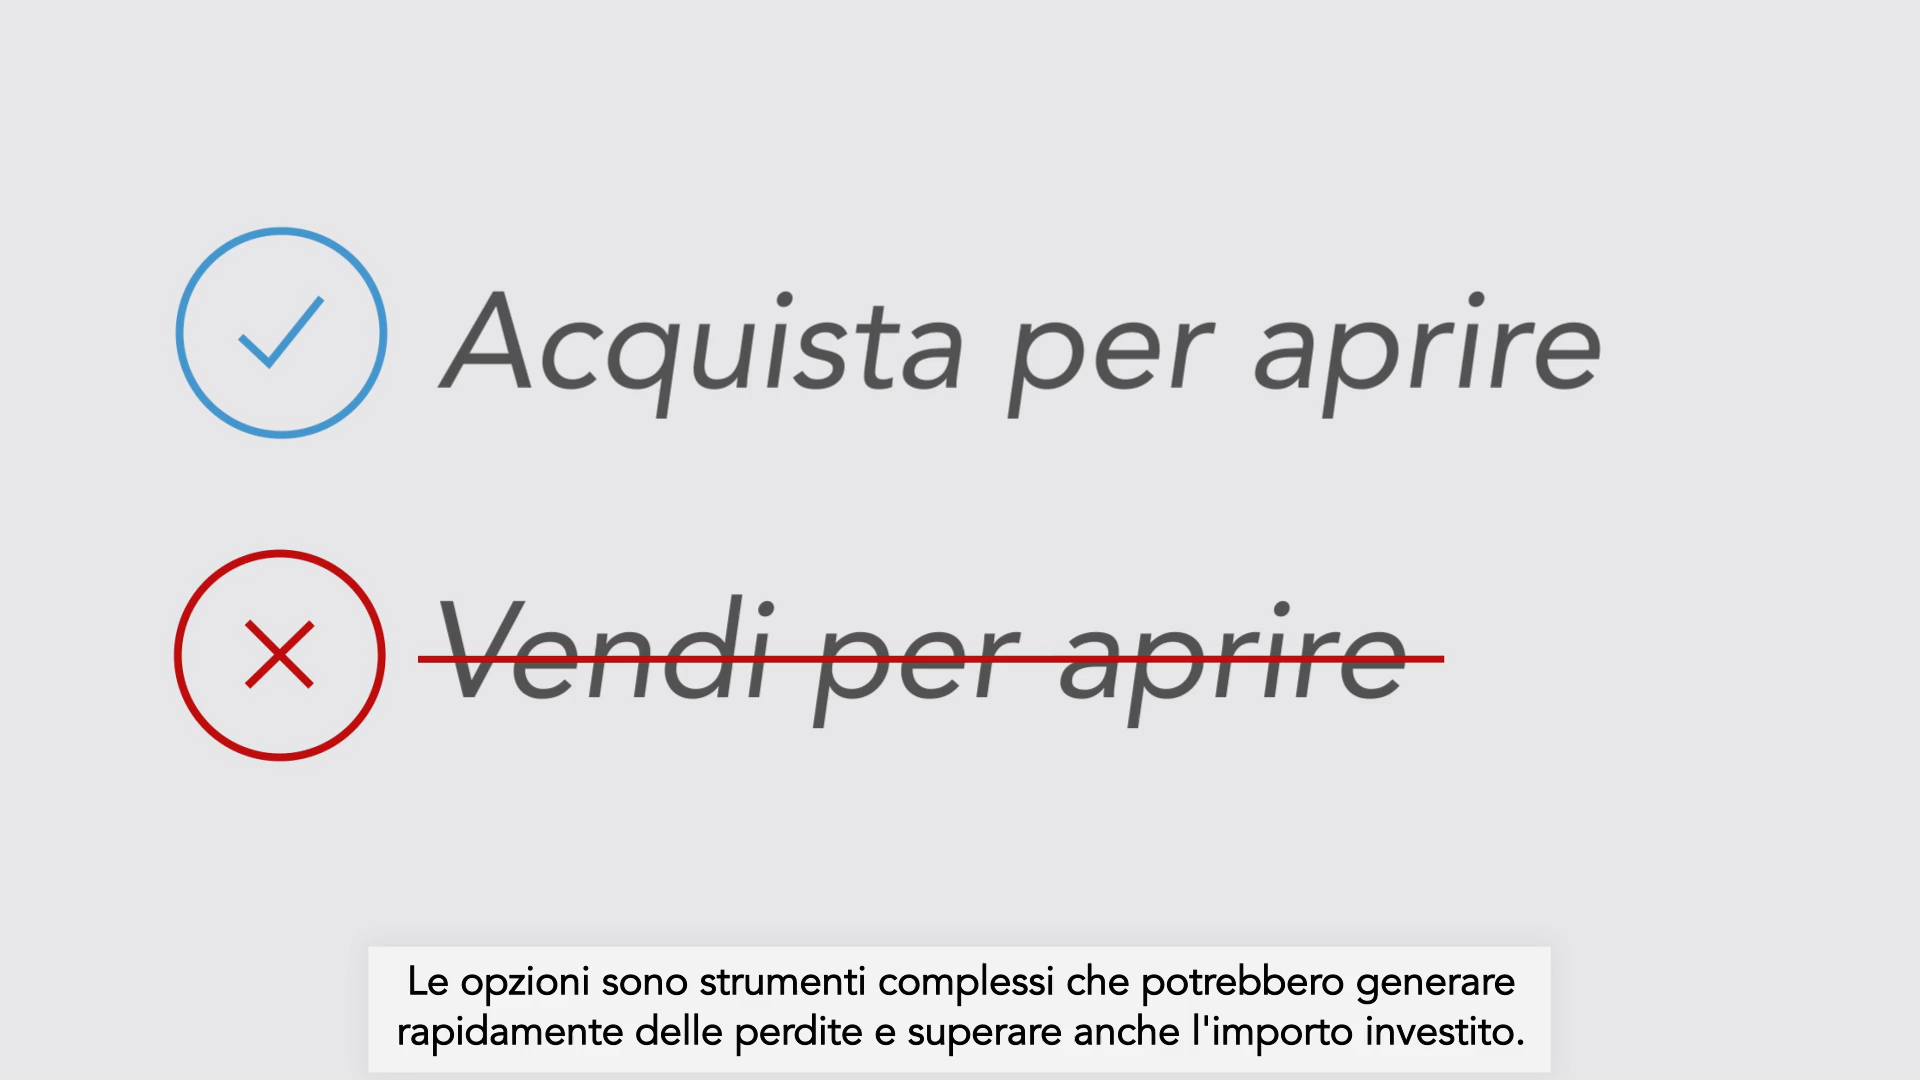 Acquista per aprire
Vendi per aprire
Le opzioni sono strumenti complessi che potrebbero generare
rapidamente delle perdite e superare anche l'importo investito.